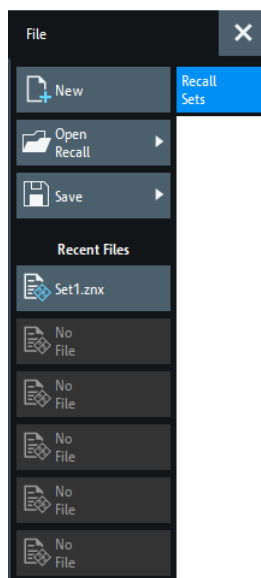 File
New
Recall
Sets
Open
Recall
Save
Recent Files
Set1.znx
No
File
No
File
No
File
No
File
No
File